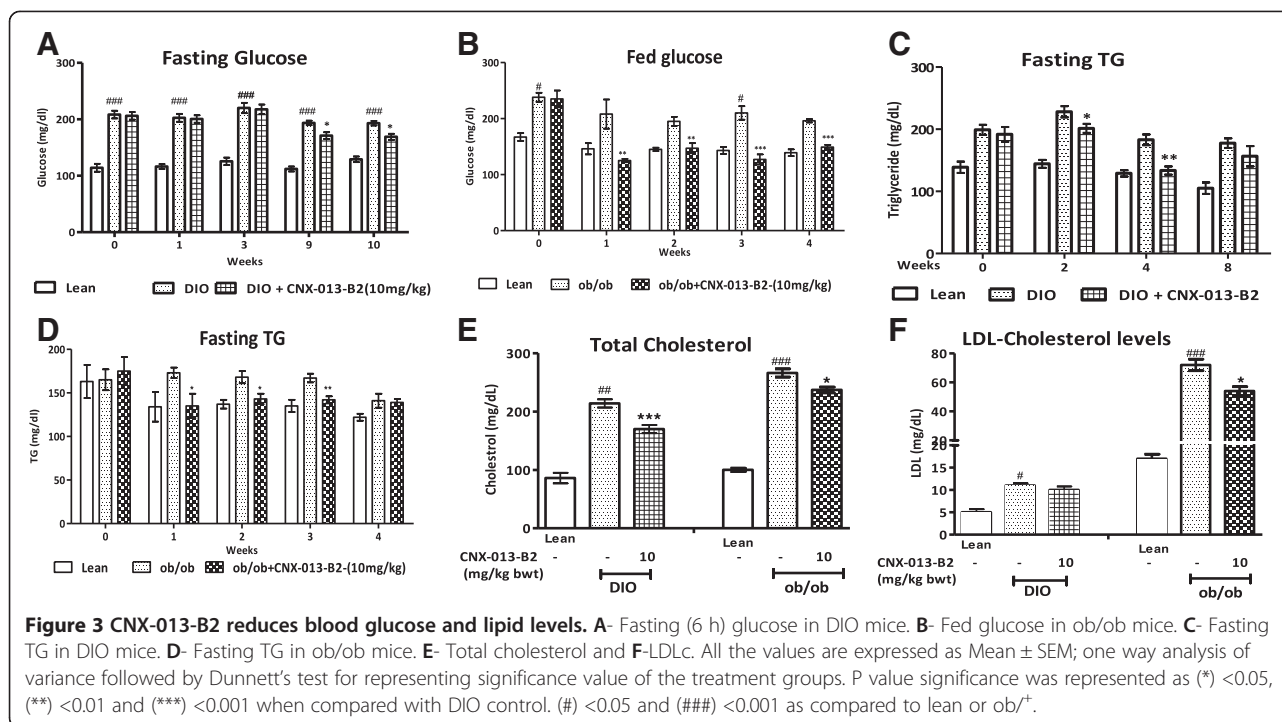 A
Fasting Glucose
300
200
100
0
Glucose (mg/dl)
### ### ### ### * ### *
0 1 3 9 10
Weeks
Lean DIO DIO + CNX-013-B2(10mg/kg)
B
Fed glucose
300
200
100
0
Glucose (mg/dl)
# ** ** # *** ***
0 1 2 3 4
Weeks
Lean ob/ob ob/ob+CNX-013-B2-(10mg/kg)
C
Fasting TG
300
200
100
0
Triglyceride (mg/dL)
* **
Weeks 0 2 4 8
Lean DIO DIO + CNX-013-B2
D
Fasting TG
200
150
100
50
0
TG (mg/dl)
* * **
0 1 2 3 4
Weeks
Lean ob/ob ob/ob+CNX-013-B2-(10mg/kg)
E
Total Cholesterol
300
200
100
0
Cholestrol (mg/dL)
## *** ### *
Lean Lean
CNX-013-B2 - - 10 - - 10
(mg/kg bwt)
DIO ob/ob
F
LDL-Cholesterol levels
80
60
40
20
20
15
10
5
0
LDL (mg/dL)
# ### *
Lean Lean
CNX-013-B2 - - 10 - - 10
(mg/kg bwt)
DIO ob/ob
Figure 3 CNX-013-B2 reduces blood glucose and lipid levels. A- Fasting (6 h) glucose in DIO mice. B- Fed glucose in ob/ob mice. C- Fasting
TG in DIO mice. D- Fasting TG in ob/ob mice. E- Total cholesterol and F-LDLc. All the values are expressed as Mean ± SEM; one way analysis of
variance followed by Dunnett's test for representing significance value of the treatment groups. P value significance was represented as (*) <0.05,
(**) <0.01 and (***) <0.001 when compared with DIO control. (#) <0.05 and (###) <0.001 as compared to lean or ob/⁺.